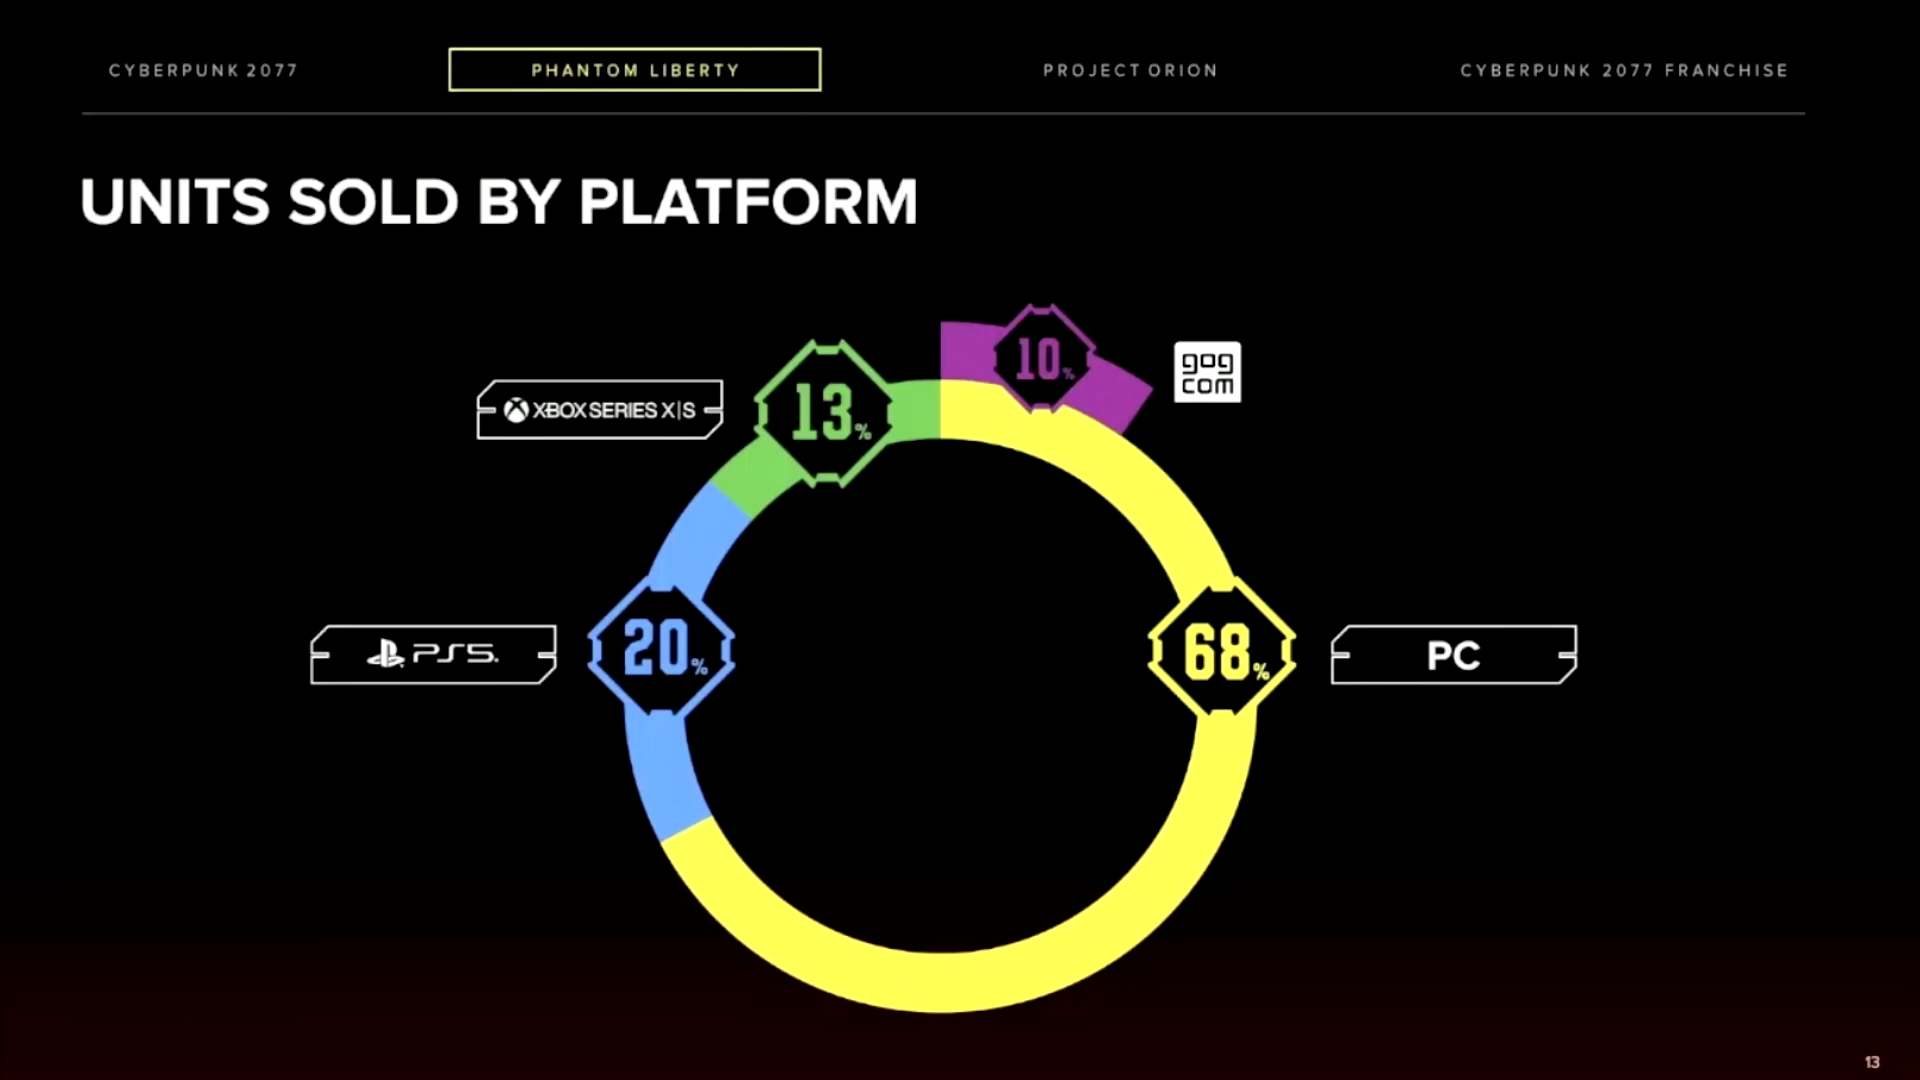 CYBERPUNK 2077
PHANTOM LIBERTY
PROJECT ORION
CYBERPUNK 2077 FRANCHISE
UNITS SOLD BY PLATFORM
10%
gog
com
13%
XBOX SERIES X|S
20%
PS5
68%
PC
13